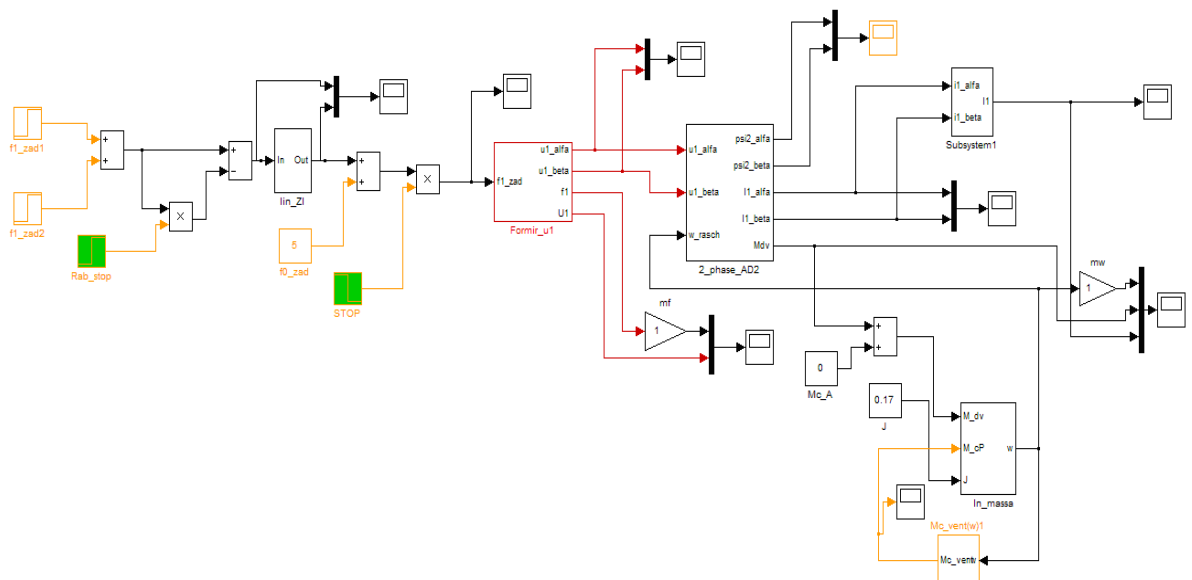 f1_zad1
f1_zad2
Rab_stop
+
+
×
+
−
In
Out
lin_ZI
5
f0_zad
+
+
STOP
×
f1_zad
u1_alfa
u1_beta
f1
U1
Formir_u1
mf
1
u1_alfa
u1_beta
w_rasch
psi2_alfa
psi2_beta
I1_alfa
I1_beta
Mdv
2_phase_AD2
i1_alfa
i1_beta
I1
Subsystem1
mw
1
0
Mc_A
+
+
0.17
J
M_dv
M_cP
J
w
In_massa
Mc_vent(w)1
Mc_vent
w